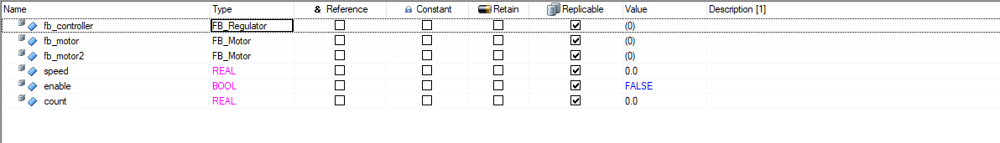 Name Type & Reference Constant Retain Replicable Value Description [1]
fb_controller FB_Regulator (0)
fb_motor FB_Motor (0)
fb_motor2 FB_Motor (0)
speed REAL 0.0
enable BOOL FALSE
count REAL 0.0